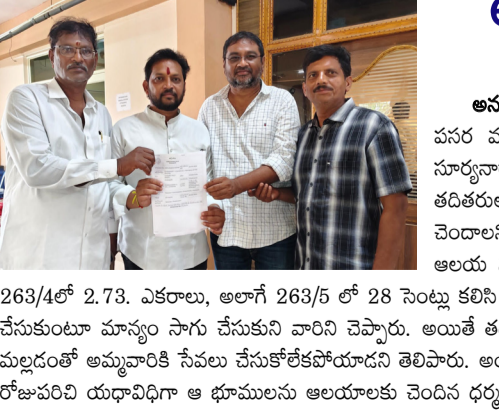 అన
పసర
సూర్యనా
తదితరుల
చెందాలన
ఆలయ
263/4లో 2.73. ఎకరాలు, అలాగే 263/5 లో 28 సెంట్లు కలిసి
చేసుకుంటూ మాన్యం సాగు చేసుకుని వారిని చెప్పారు. అయితే త
మల్లడంతో అమ్మవారికి సేవలు చేసుకోలేకపోయాడని తెలిపారు. అ
రోజుపరిచి యధావిధిగా ఆ భూములను ఆలయాలకు చెందిన ధర్మ